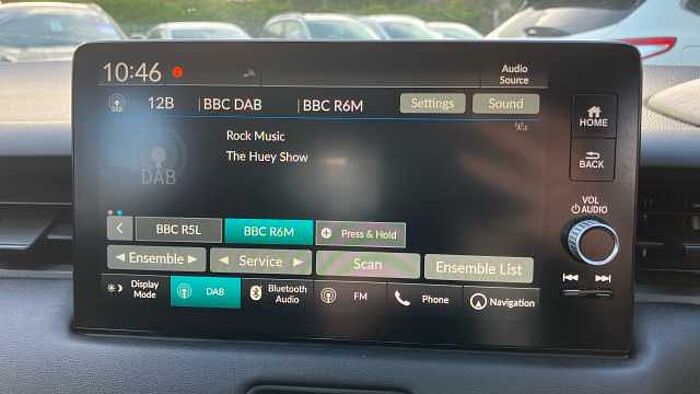 10:46
Audio
Source
12B BBC DAB BBC R6M Settings Sound
Rock Music
The Huey Show
DAB
HOME
BACK
VOL
AUDIO
BBC R5L BBC R6M Press & Hold
Ensemble Service Scan Ensemble List
Display
Mode
DAB
Bluetooth
Audio
FM
Phone
Navigation